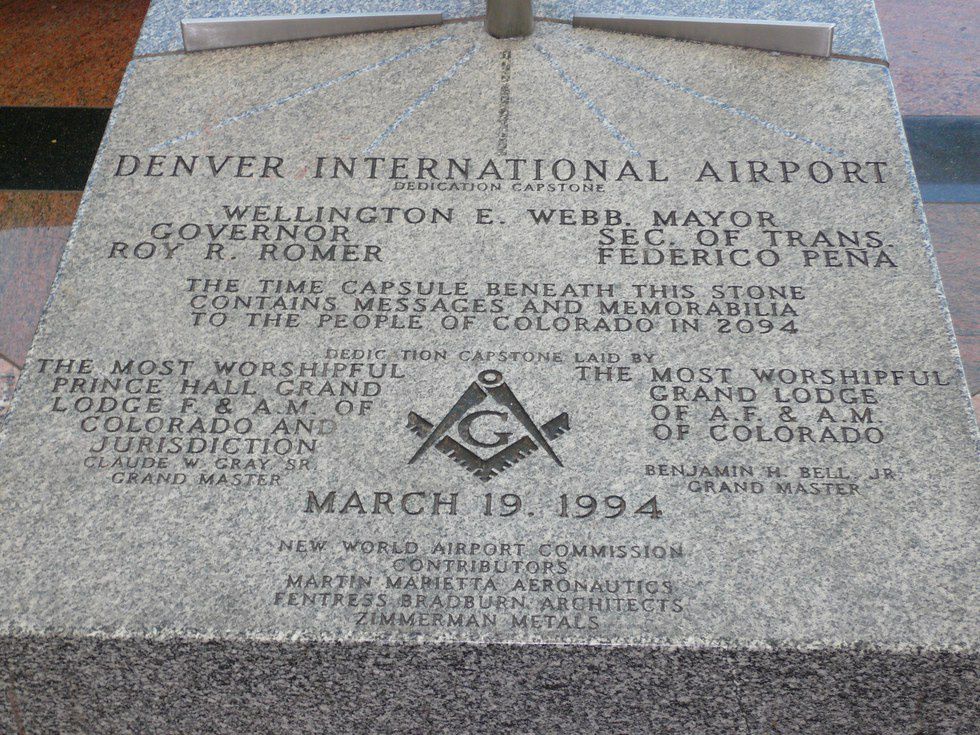 DENVER INTERNATIONAL AIRPORT
DEDICATION CAPSTONE
WELLINGTON E. WEBB, MAYOR
GOVERNOR
ROY R. ROMER
SEC. OF TRANS.
FEDERICO PEÑA
THE TIME CAPSULE BENEATH THIS STONE
CONTAINS MESSAGES AND MEMORABILIA
TO THE PEOPLE OF COLORADO IN 2094
DEDICATION CAPSTONE LAID BY
THE MOST WORSHIPFUL
PRINCE HALL GRAND
LODGE F. & A.M. OF
COLORADO AND
JURISDICTION
CLAUDE W. GRAY, SR.
GRAND MASTER
G
THE MOST WORSHIPFUL
GRAND LODGE
OF A.F. & A.M.
OF COLORADO
BENJAMIN H. BELL, JR.
GRAND MASTER
MARCH 19, 1994
NEW WORLD AIRPORT COMMISSION
CONTRIBUTORS
MARTIN MARIETTA AERONAUTICS
FENTRESS BRADBURN ARCHITECTS
ZIMMERMAN METALS